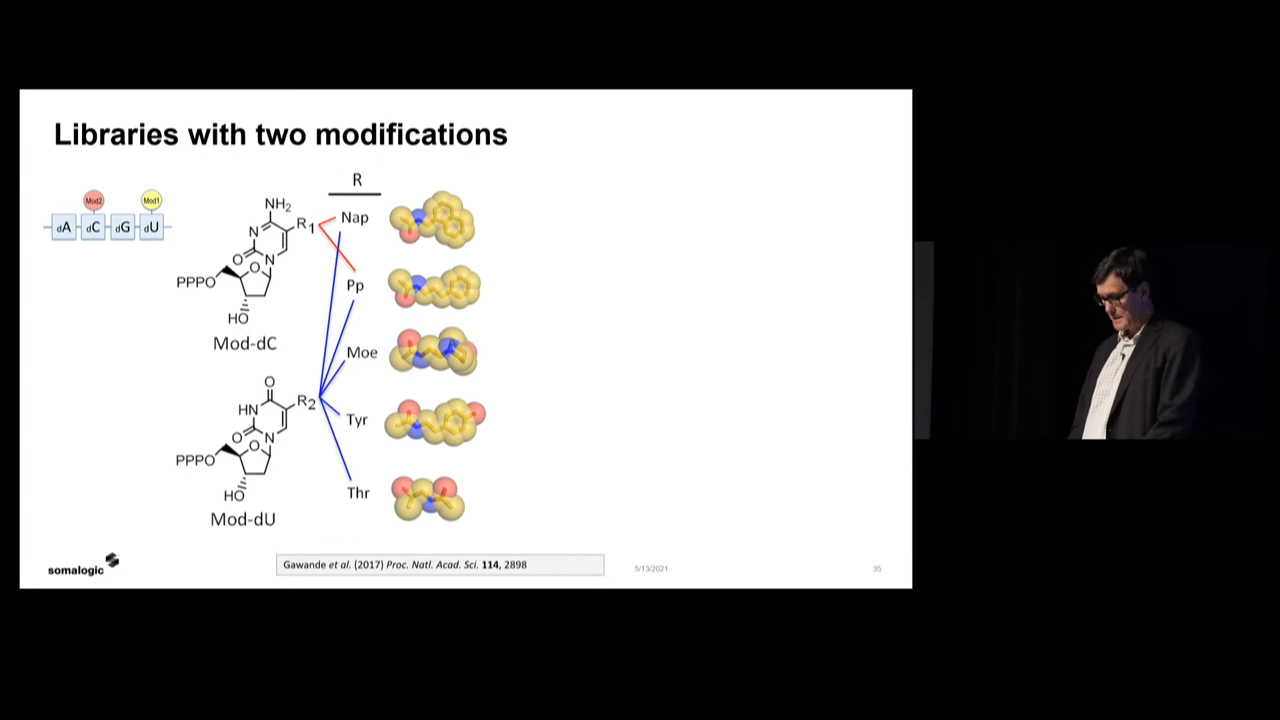 Libraries with two modifications
R
Mod2
Mod1
dA
dC
dG
dU
NH2
N
R1
O
N
O
PPPO
HO
Mod-dC
Nap
Pp
Moe
Tyr
Thr
O
HN
R2
O
N
O
PPPO
HO
Mod-dU
somalogic
Gawande et al. (2017) Proc. Natl. Acad. Sci. 114, 2898
5/13/2021
35